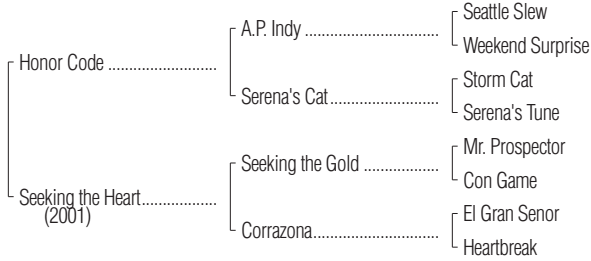 Seattle Slew
A.P. Indy ..............................
Weekend Surprise
Honor Code ........................
Storm Cat
Serena's Cat........................
Serena's Tune
Mr. Prospector
Seeking the Gold .................
Con Game
Seeking the Heart.................
(2001)
El Gran Senor
Corrazona............................
Heartbreak